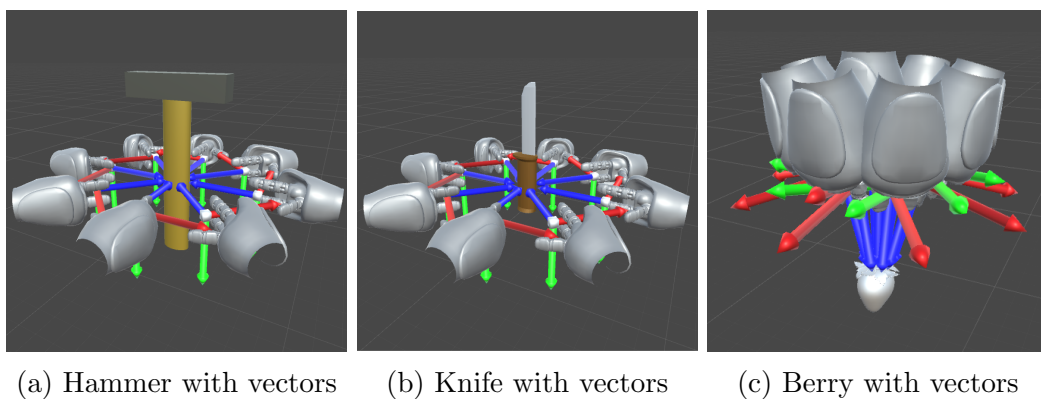 (a) Hammer with vectors
(b) Knife with vectors
(c) Berry with vectors